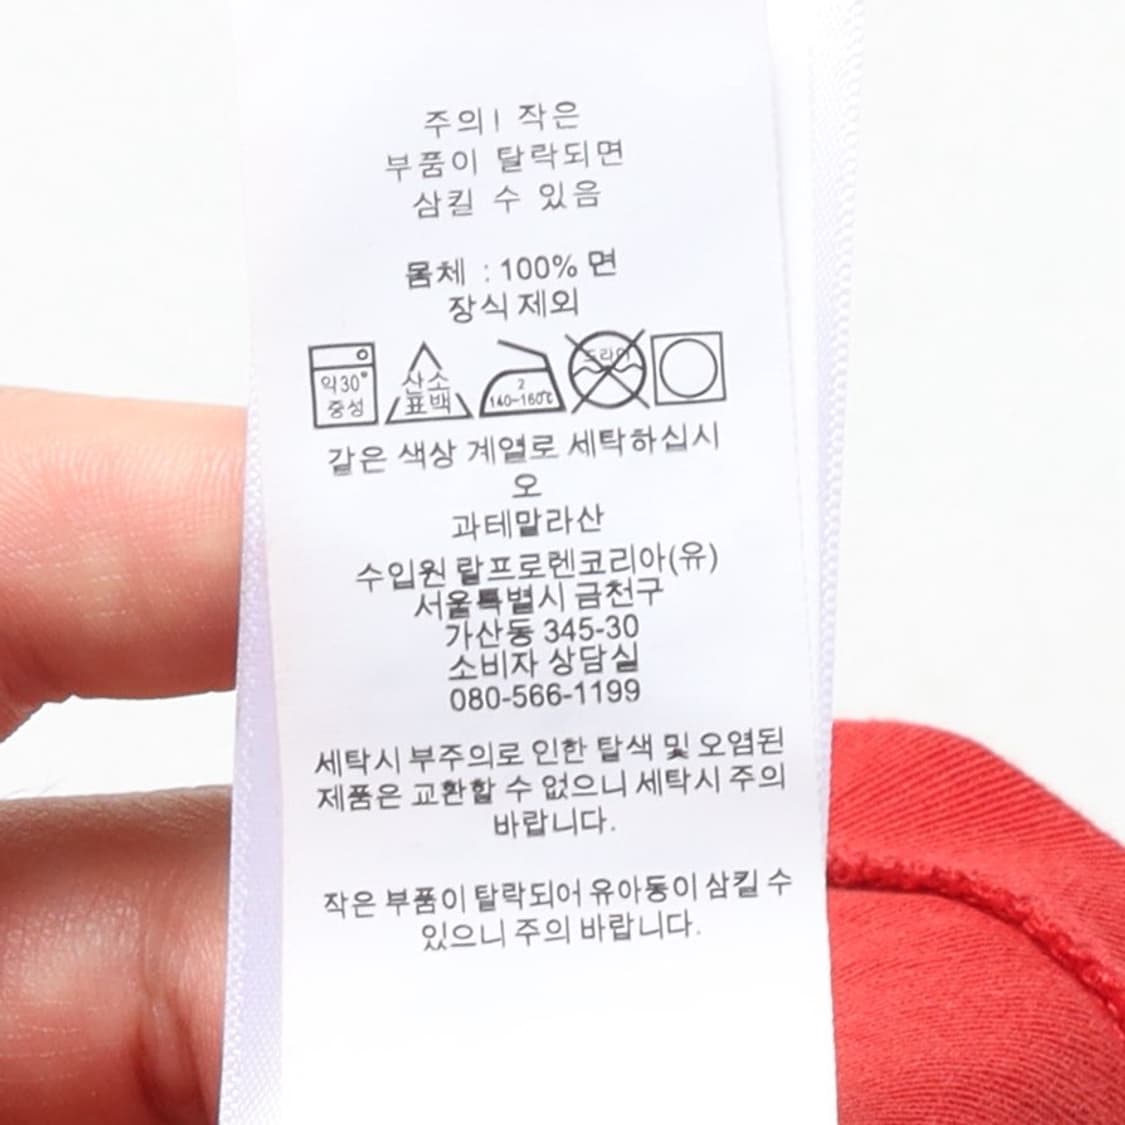 주의! 작은
부품이 탈락되면
삼킬 수 있음
몸체 : 100% 면
장식 제외
약30°
중성
산소
표백
2
140-160℃
드라이
같은 색상 계열로 세탁하십시
오
과테말라산
수입원 랄프로렌코리아(유)
서울특별시 금천구
가산동 345-30
소비자 상담실
080-566-1199
세탁시 부주의로 인한 탈색 및 오염된
제품은 교환할 수 없으니 세탁시 주의
바랍니다.
작은 부품이 탈락되어 유아동이 삼킬 수
있으니 주의 바랍니다.